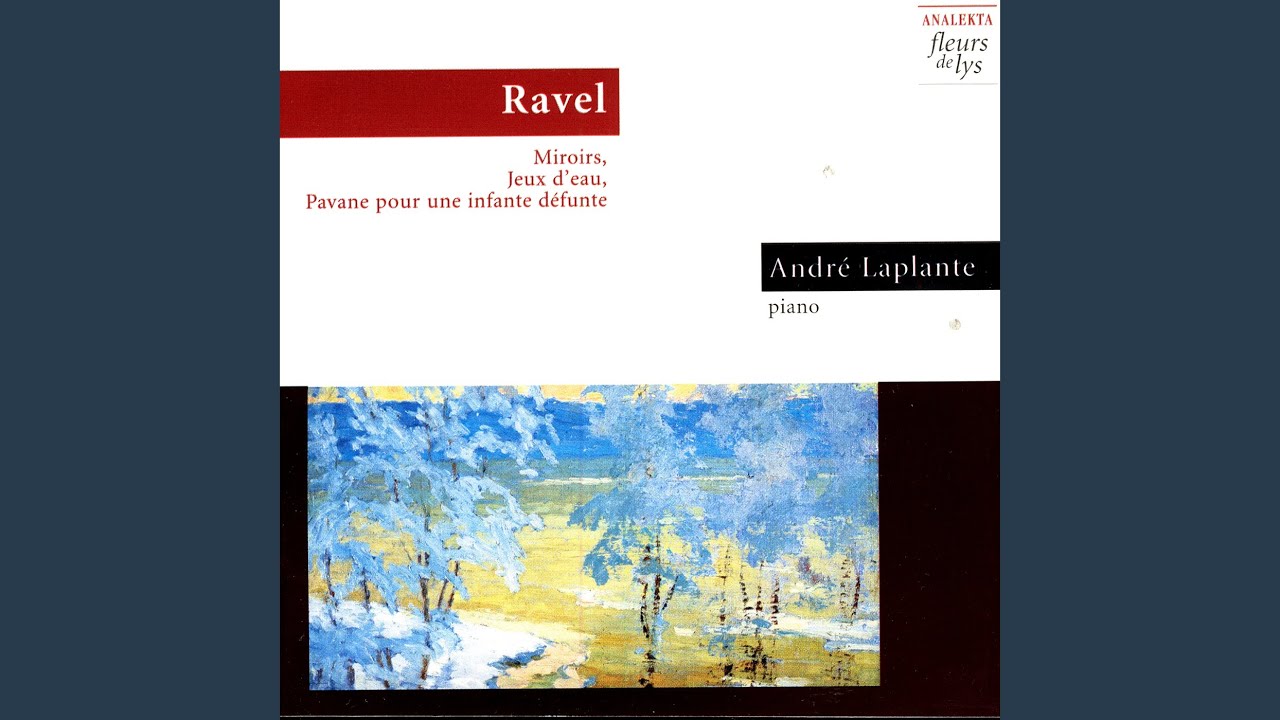 ANALEKTA
fleurs
de lys
Ravel
Miroirs,
Jeux d'eau,
Pavane pour une infante défunte
André Laplante
piano